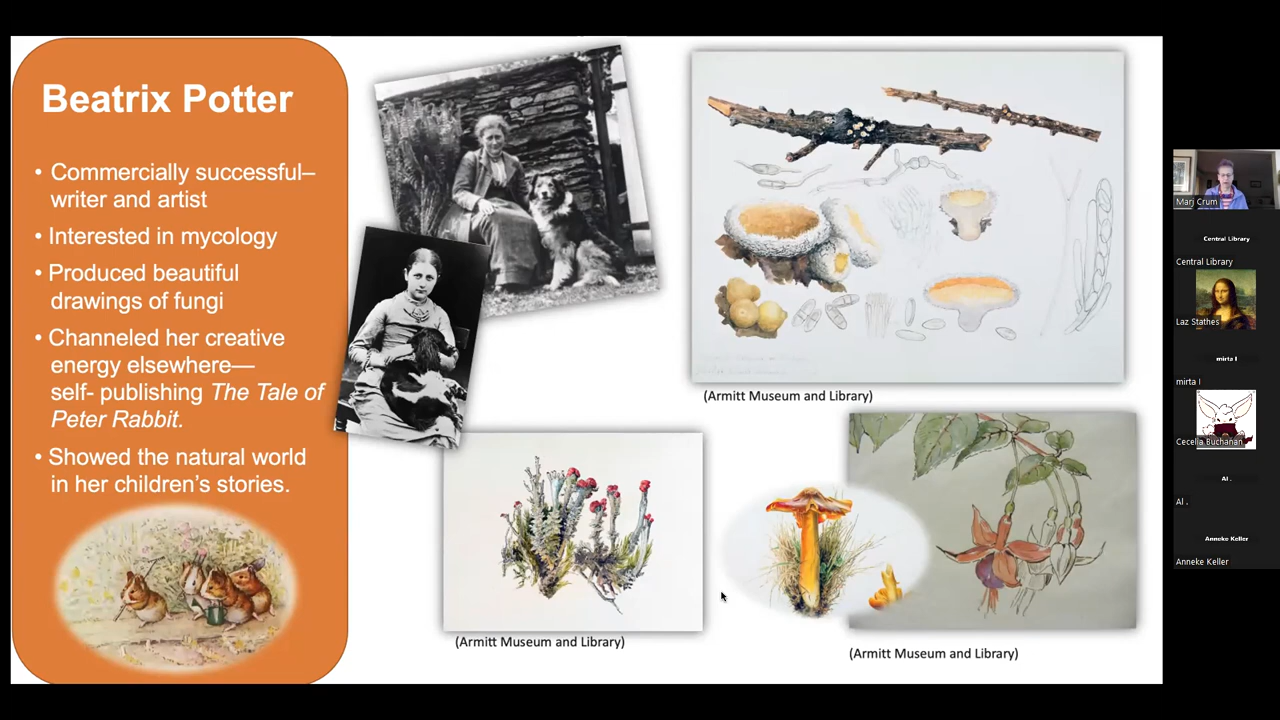 Beatrix Potter
• Commercially successful–
writer and artist
• Interested in mycology
• Produced beautiful
drawings of fungi
• Channeled her creative
energy elsewhere—
self- publishing The Tale of
Peter Rabbit.
• Showed the natural world
in her children's stories.
(Armitt Museum and Library)
(Armitt Museum and Library)
(Armitt Museum and Library)
Marj Crum
Central Library
Central Library
Laz Stathes
mirta l
mirta l
Cecelia Buchanan
Al .
Al .
Anneke Keller
Anneke Keller